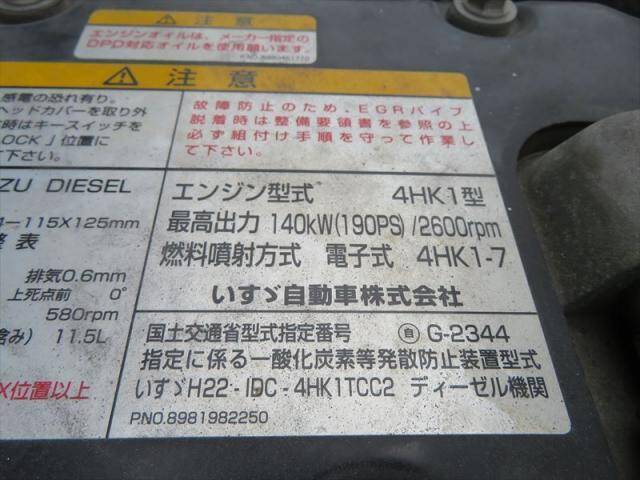 注意
エンジンオイルは、メーカー指定の
DPD対応オイルを使用願います。
注意
感電の恐れ有り。
ヘッドカバーを取り外
時はキースイッチを
LOCK」位置に
て下さい。
故障防止のため、EGRパイプ
脱着時は整備要領書を参照の上
必ず組付け手順を守って作業し
て下さい。
ZU DIESEL
4-115X125mm
整表
排気0.6mm
上死点前 0°
580rpm
含み) 11.5L
X位置以上
エンジン型式 4HK1型
最高出力 140kW(190PS)/2600rpm
燃料噴射方式 電子式 4HK1-7
いすゞ自動車株式会社
国土交通省型式指定番号 自 G-2344
指定に係る一酸化炭素等発散防止装置型式
いすゞH22-IDC-4HK1TCC2 ディーゼル機関
P.NO.8981982250